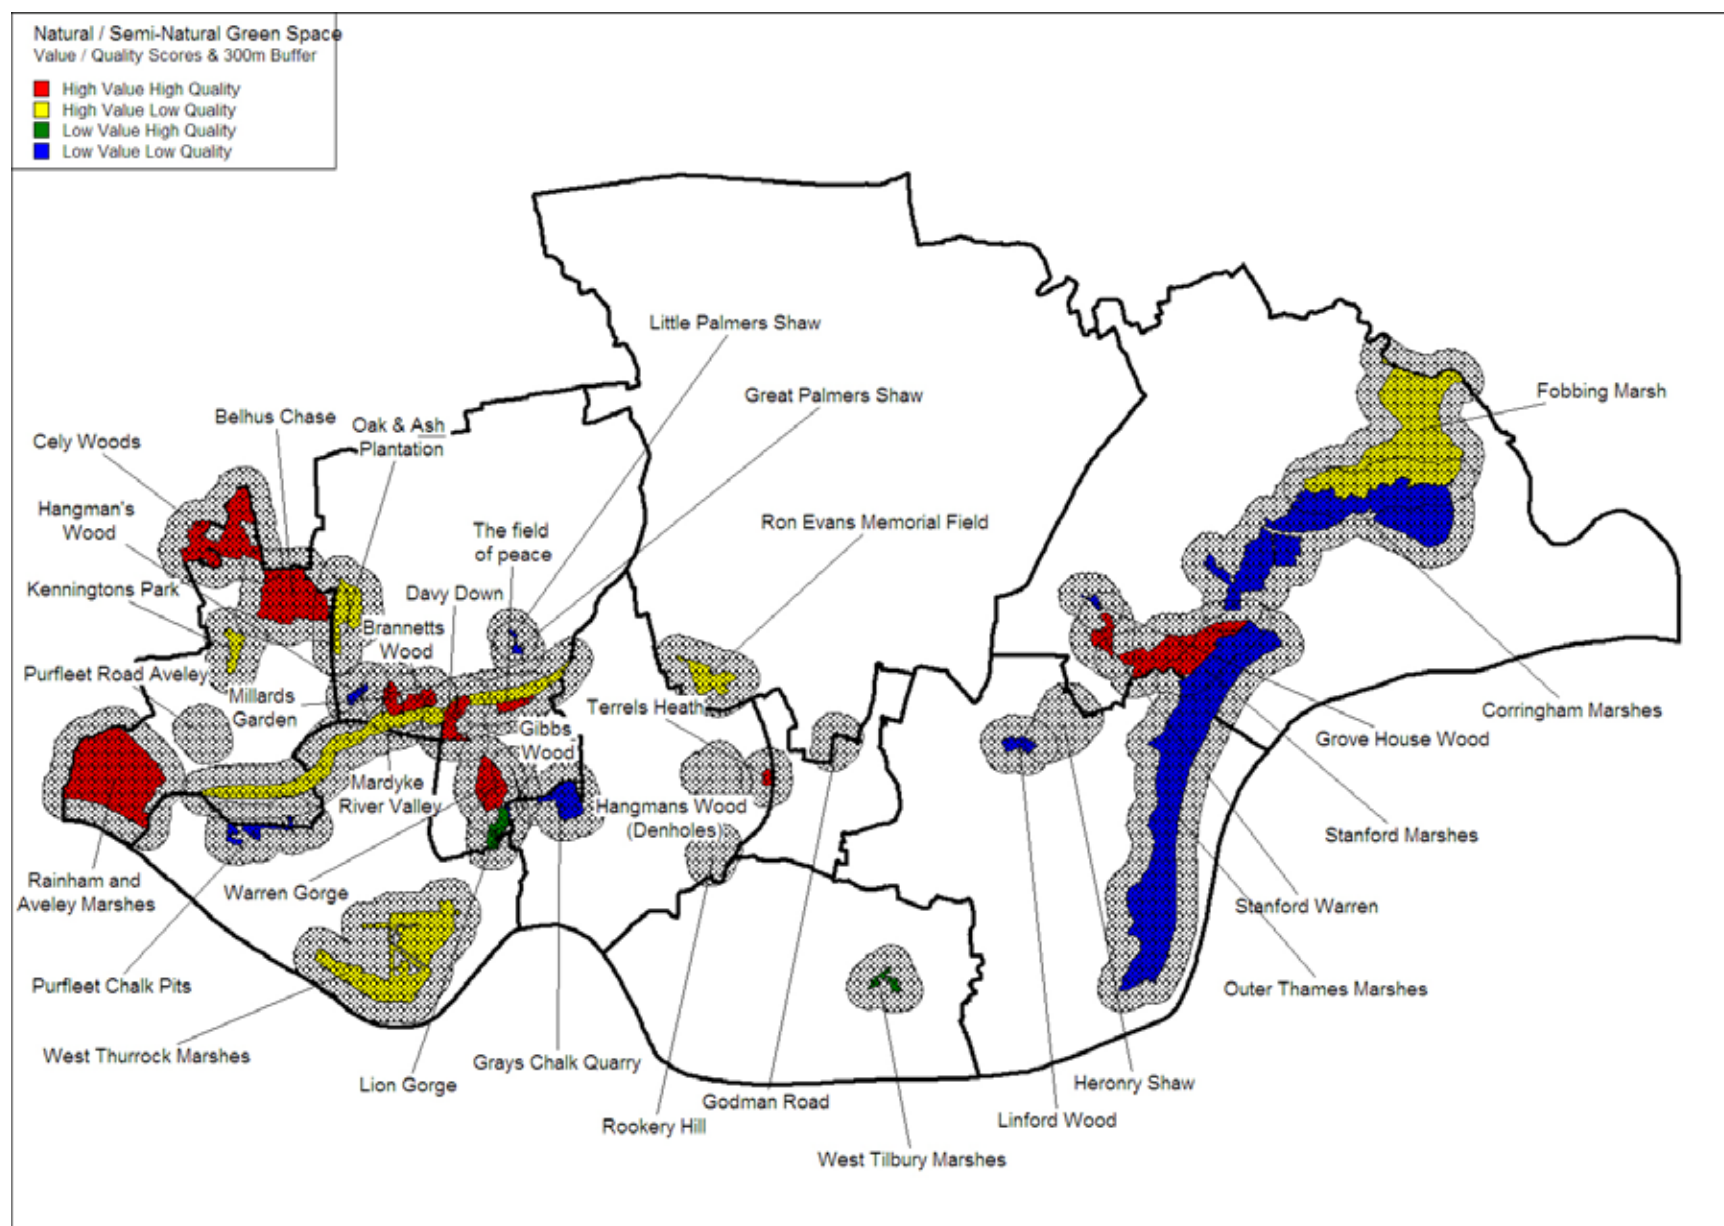 Natural / Semi-Natural Green Space
Value / Quality Scores & 300m Buffer
High Value High Quality
High Value Low Quality
Low Value High Quality
Low Value Low Quality
Little Palmers Shaw
Great Palmers Shaw
Fobbing Marsh
Belhus Chase
Oak & Ash
Plantation
Cely Woods
Hangman's
Wood
The field
of peace
Ron Evans Memorial Field
Kenningtons Park
Davy Down
Brannetts
Wood
Purfleet Road Aveley
Millards
Garden
Terrels Heath
Gibbs
Wood
Corringham Marshes
Grove House Wood
Mardyke
River Valley
Hangmans Wood
(Denholes)
Stanford Marshes
Rainham and
Aveley Marshes
Warren Gorge
Stanford Warren
Purfleet Chalk Pits
Outer Thames Marshes
West Thurrock Marshes
Lion Gorge
Grays Chalk Quarry
Heronry Shaw
Godman Road
Linford Wood
Rookery Hill
West Tilbury Marshes